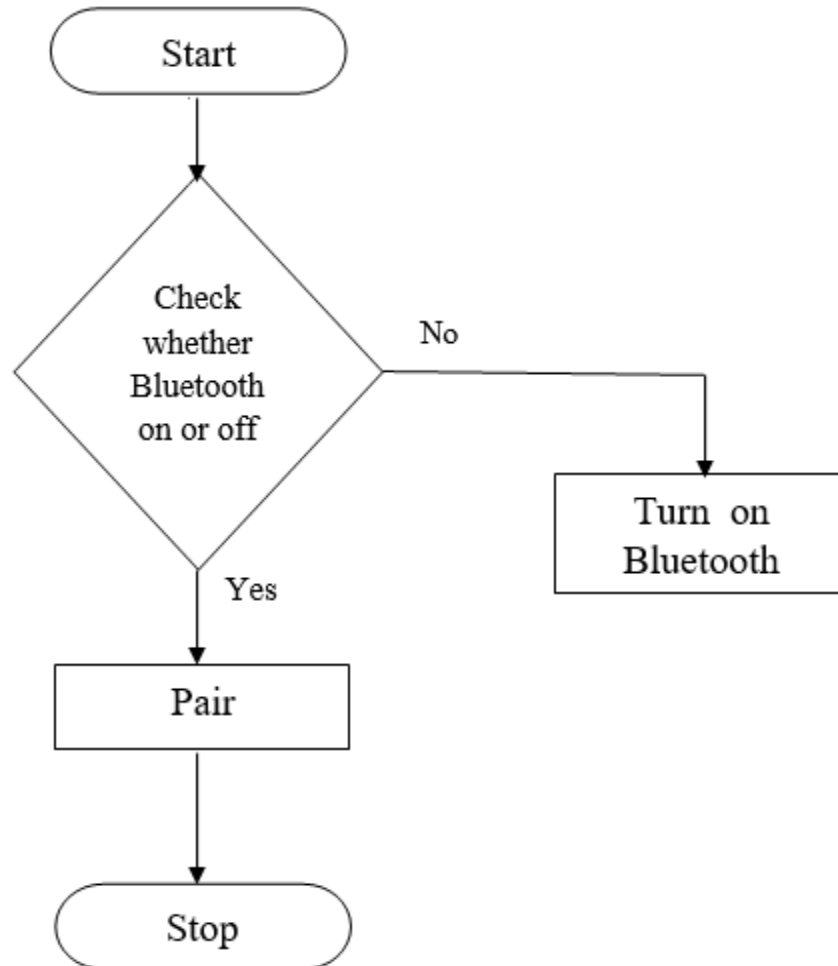 Start
Check
whether
Bluetooth
on or off
No
Turn on
Bluetooth
Yes
Pair
Stop